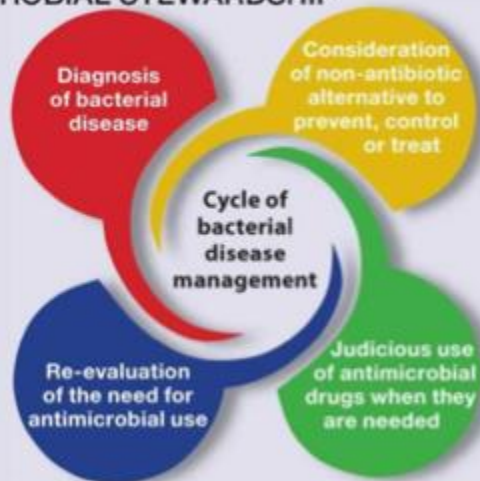 Diagnosis
of bacterial
disease
Consideration
of non-antibiotic
alternative to
prevent, control
or treat
Cycle of
bacterial
disease
management
Re-evaluation
of the need for
antimicrobial use
Judicious use
of antimicrobial
drugs when they
are needed